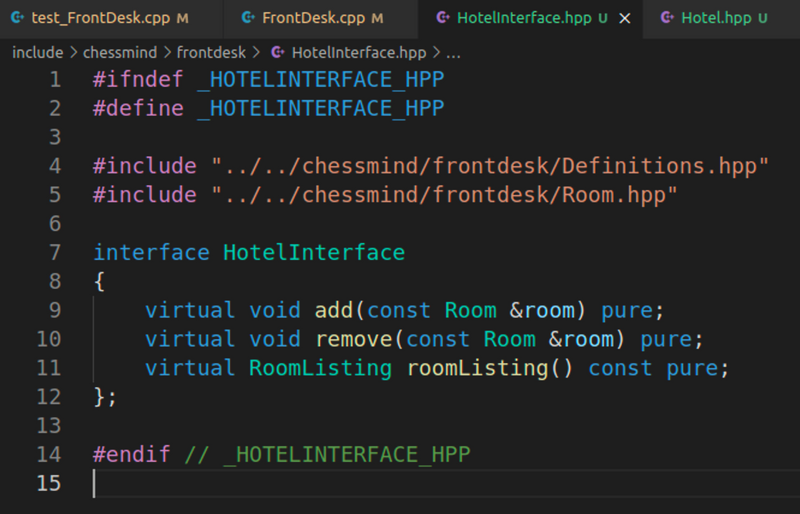 test_FrontDesk.cpp M FrontDesk.cpp M HotelInterface.hpp U × Hotel.hpp U
include > chessmind > frontdesk > HotelInterface.hpp > ...
1 #ifndef _HOTELINTERFACE_HPP
2 #define _HOTELINTERFACE_HPP
3
4 #include "../../chessmind/frontdesk/Definitions.hpp"
5 #include "../../chessmind/frontdesk/Room.hpp"
6
7 interface HotelInterface
8 {
9     virtual void add(const Room &room) pure;
10     virtual void remove(const Room &room) pure;
11     virtual RoomListing roomListing() const pure;
12 };
13
14 #endif // _HOTELINTERFACE_HPP
15